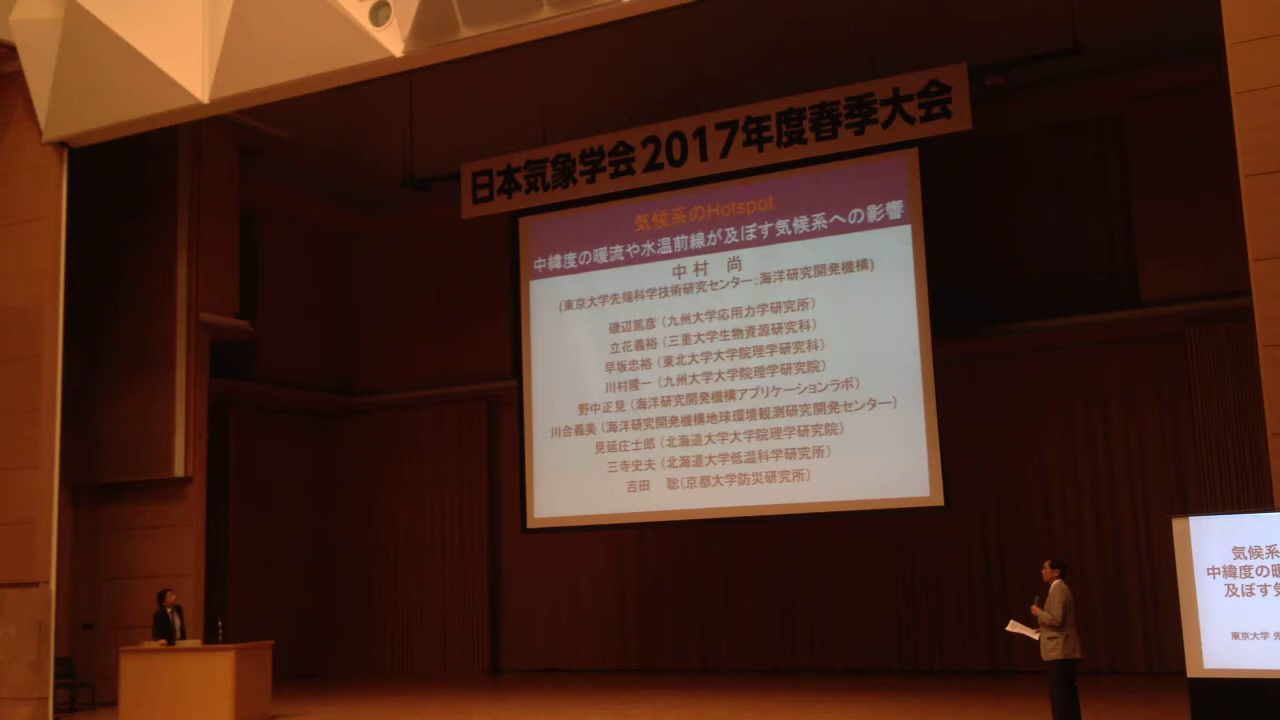 日本気象学会2017年度春季大会
気候系のHotspot
中緯度の暖流や水温前線が及ぼす気候系への影響
中村 尚
(東京大学先端科学技術研究センター;海洋研究開発機構)
磯辺篤彦(九州大学応用力学研究所)
立花義裕(三重大学生物資源研究科)
早坂忠裕(東北大学大学院理学研究科)
川村隆一(九州大学大学院理学研究院)
野中正見(海洋研究開発機構アプリケーションラボ)
川合義美(海洋研究開発機構地球環境観測研究開発センター)
見延庄士郎(北海道大学大学院理学研究院)
三寺史夫(北海道大学低温科学研究所)
吉田 聡(京都大学防災研究所)
気候系
中緯度の暖
及ぼす気
東京大学 先